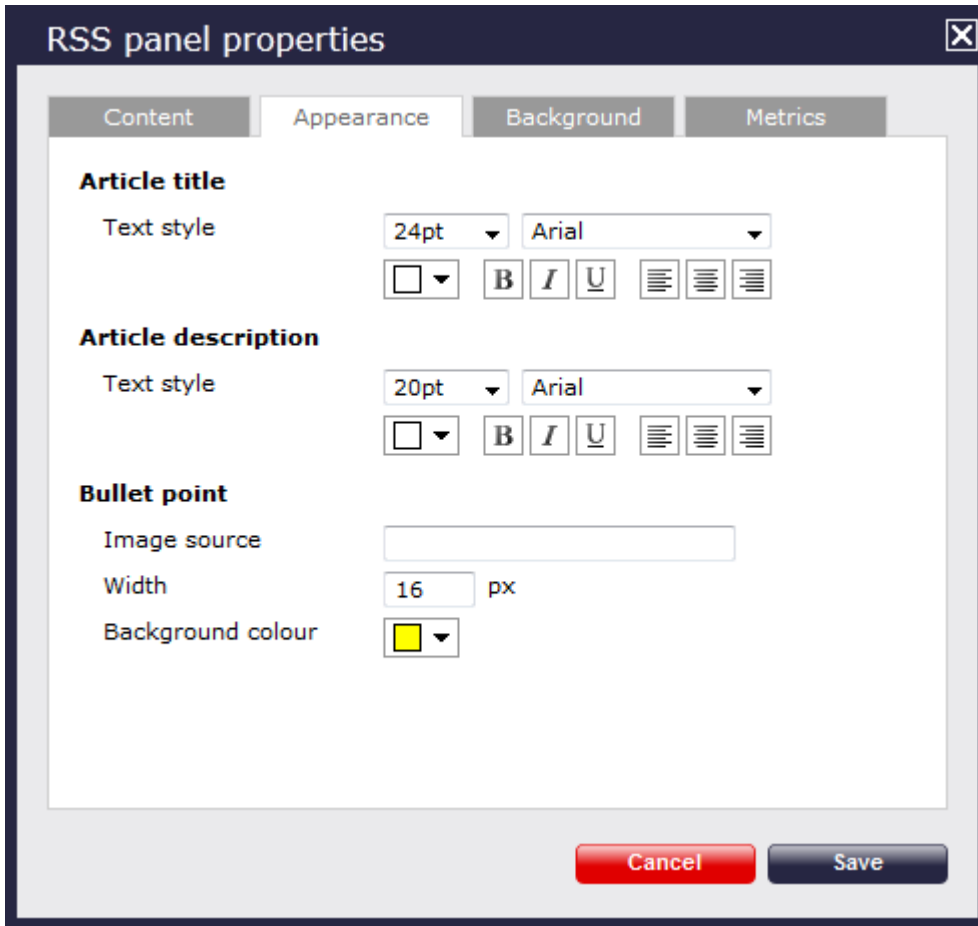 RSS panel properties
Content Appearance Background Metrics
Article title
Text style 24pt Arial
B I U
Article description
Text style 20pt Arial
B I U
Bullet point
Image source
Width 16 px
Background colour
Cancel Save